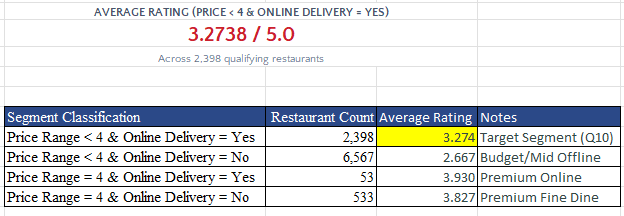 AVERAGE RATING (PRICE < 4 & ONLINE DELIVERY = YES)
3.2738 / 5.0
Across 2,398 qualifying restaurants
Segment Classification Restaurant Count Average Rating Notes
Price Range < 4 & Online Delivery = Yes 2,398 3.274 Target Segment (Q10)
Price Range < 4 & Online Delivery = No 6,567 2.667 Budget/Mid Offline
Price Range = 4 & Online Delivery = Yes 53 3.930 Premium Online
Price Range = 4 & Online Delivery = No 533 3.827 Premium Fine Dine